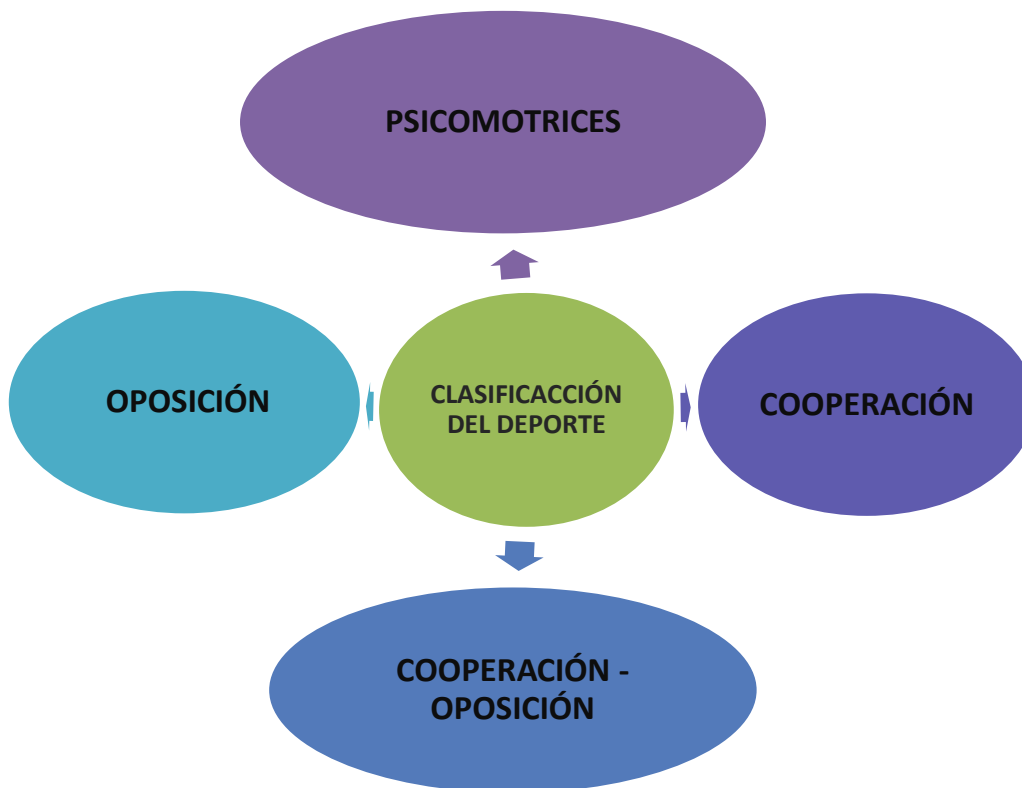 PSICOMOTRICES
OPOSICIÓN
CLASIFICACCIÓN
DEL DEPORTE
COOPERACIÓN
COOPERACIÓN -
OPOSICIÓN